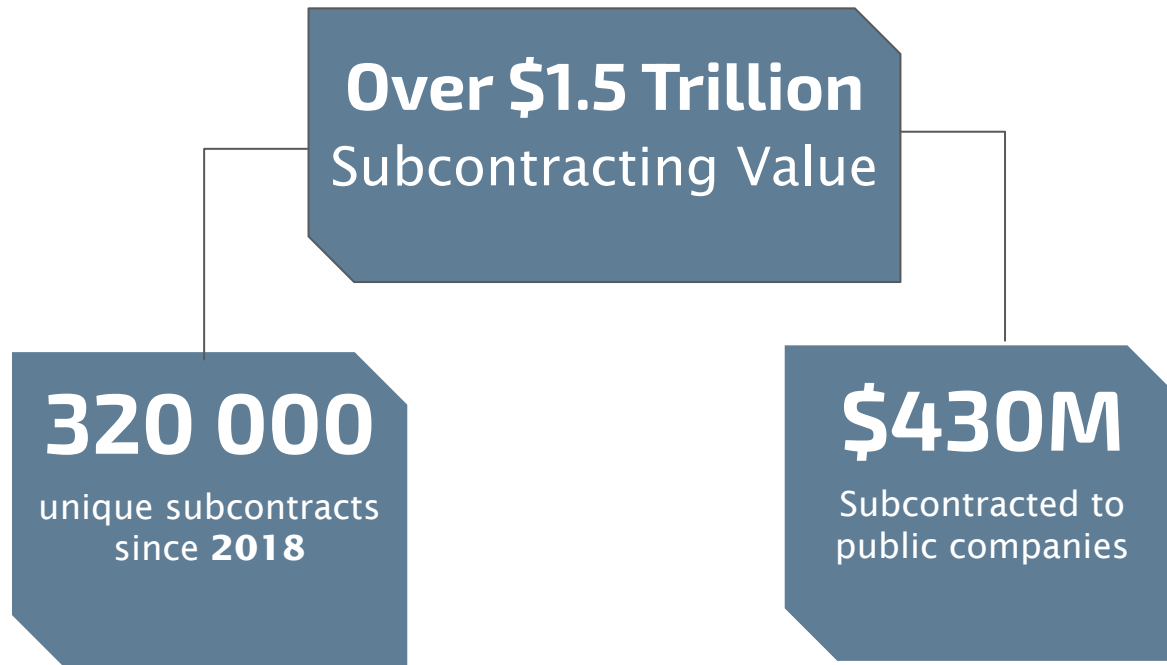 Over $1.5 Trillion
Subcontracting Value
320 000
unique subcontracts
since 2018
$430M
Subcontracted to
public companies